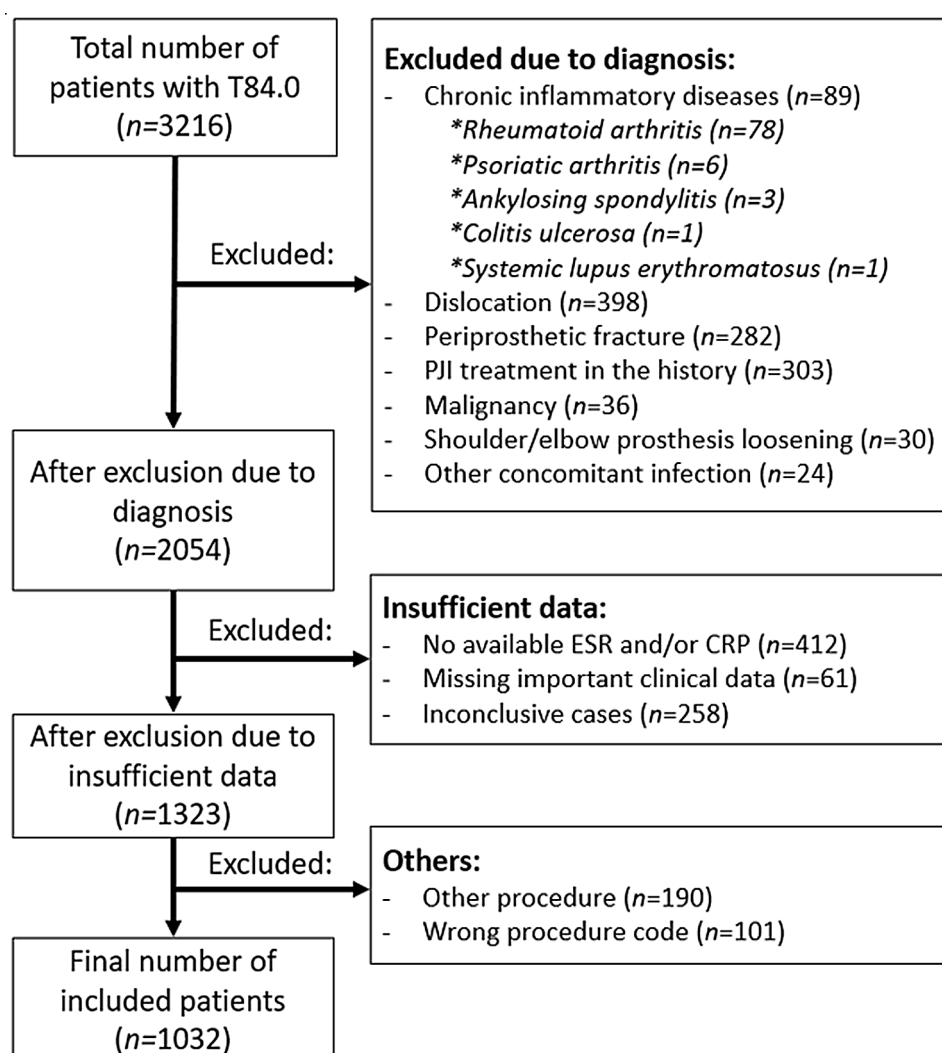 Total number of
patients with T84.0
(n=3216)
Excluded due to diagnosis:
- Chronic inflammatory diseases (n=89)
*Rheumatoid arthritis (n=78)
*Psoriatic arthritis (n=6)
*Ankylosing spondylitis (n=3)
*Colitis ulcerosa (n=1)
*Systemic lupus erythromatosus (n=1)
- Dislocation (n=398)
- Periprosthetic fracture (n=282)
- PJI treatment in the history (n=303)
- Malignancy (n=36)
- Shoulder/elbow prosthesis loosening (n=30)
- Other concomitant infection (n=24)
Excluded:
After exclusion due to
diagnosis
(n=2054)
Excluded:
Insufficient data:
- No available ESR and/or CRP (n=412)
- Missing important clinical data (n=61)
- Inconclusive cases (n=258)
After exclusion due to
insufficient data
(n=1323)
Excluded:
Others:
- Other procedure (n=190)
- Wrong procedure code (n=101)
Final number of
included patients
(n=1032)